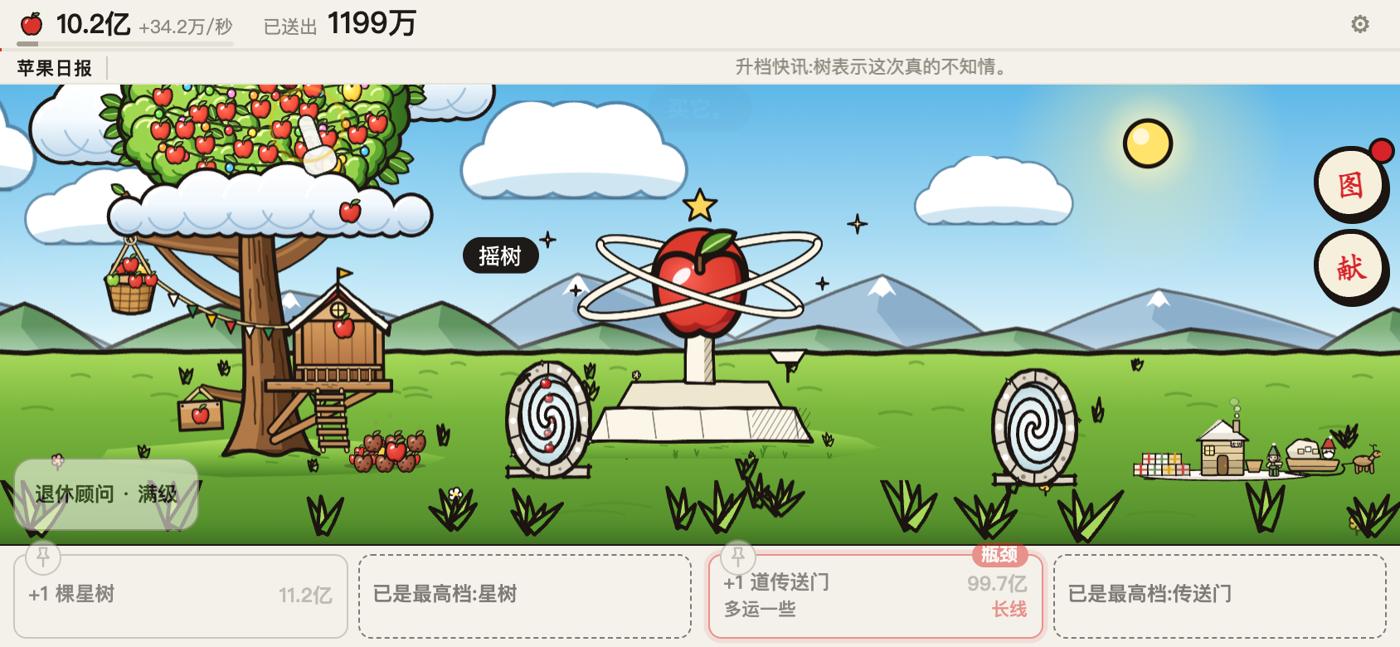 10.2亿 +34.2万/秒 已送出 1199万
苹果日报
升档快讯:树表示这次真的不知情。
买它。
摇树
图
献
退休顾问 · 满级
+1 棵星树 11.2亿
已是最高档:星树
瓶颈
+1 道传送门 99.7亿
多运一些 长线
已是最高档:传送门